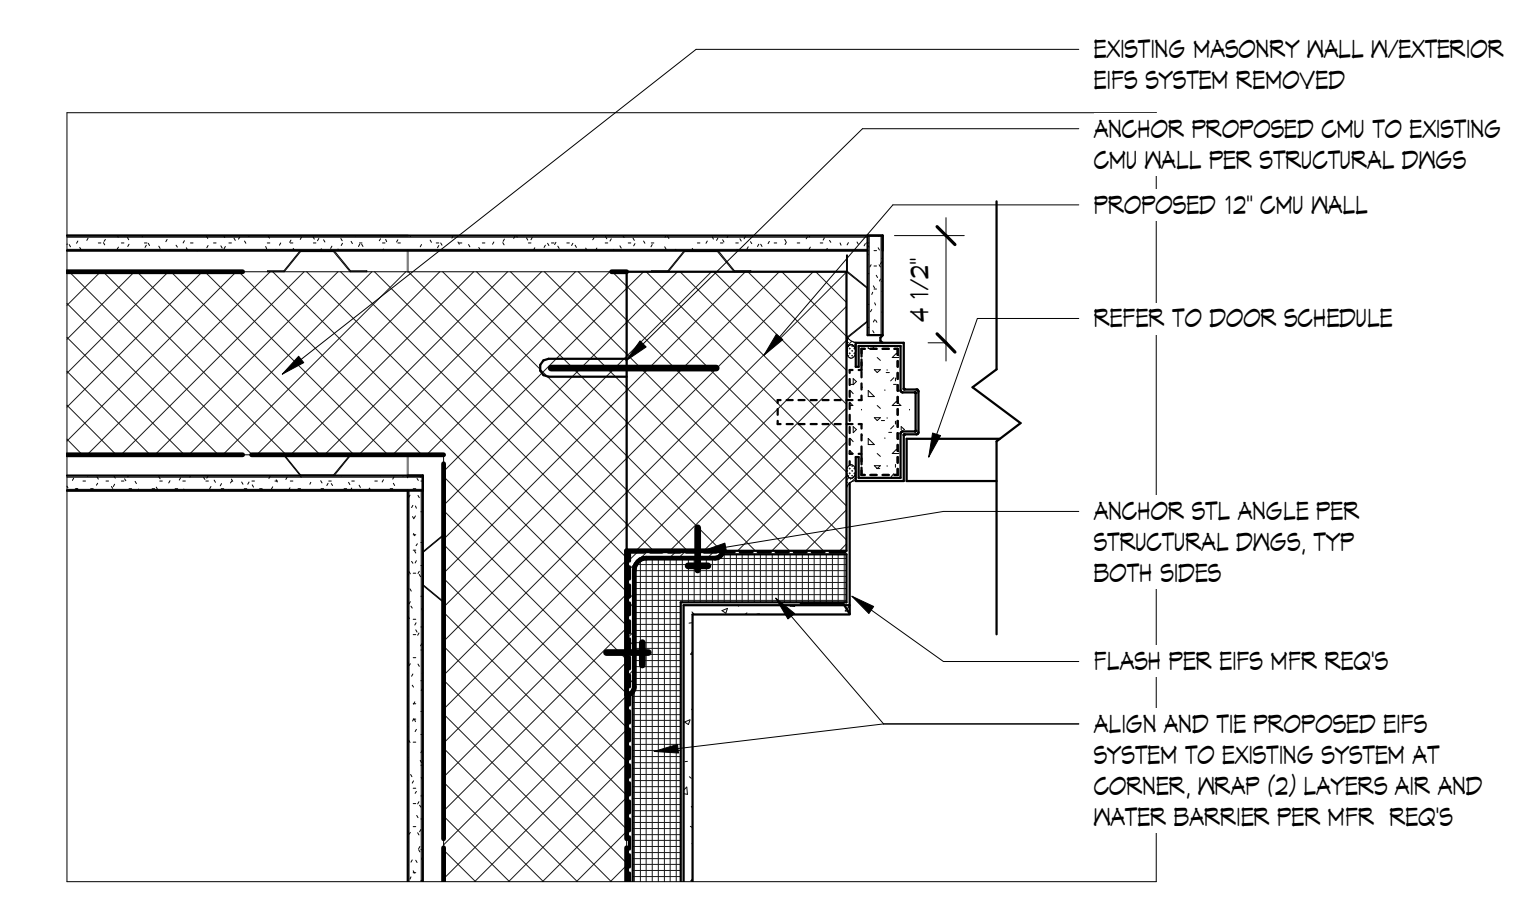 EXISTING MASONRY WALL W/EXTERIOR
EIFS SYSTEM REMOVED
ANCHOR PROPOSED CMU TO EXISTING
CMU WALL PER STRUCTURAL DWGS
PROPOSED 12" CMU WALL
4 1/2"
REFER TO DOOR SCHEDULE
ANCHOR STL ANGLE PER
STRUCTURAL DWGS, TYP
BOTH SIDES
FLASH PER EIFS MFR REQ'S
ALIGN AND TIE PROPOSED EIFS
SYSTEM TO EXISTING SYSTEM AT
CORNER, WRAP (2) LAYERS AIR AND
WATER BARRIER PER MFR REQ'S